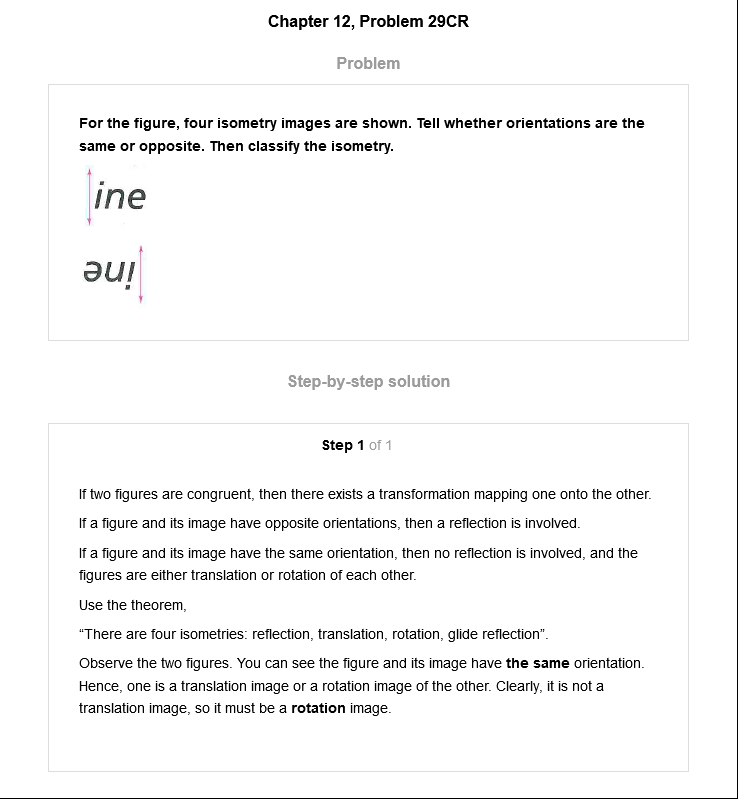 Chapter 12, Problem 29CR
Problem
For the figure, four isometry images are shown. Tell whether orientations are the
same or opposite. Then classify the isometry.
ine
ine
Step-by-step solution
Step 1 of 1
If two figures are congruent, then there exists a transformation mapping one onto the other.
If a figure and its image have opposite orientations, then a reflection is involved.
If a figure and its image have the same orientation, then no reflection is involved, and the
figures are either translation or rotation of each other.
Use the theorem,
“There are four isometries: reflection, translation, rotation, glide reflection”.
Observe the two figures. You can see the figure and its image have the same orientation.
Hence, one is a translation image or a rotation image of the other. Clearly, it is not a
translation image, so it must be a rotation image.